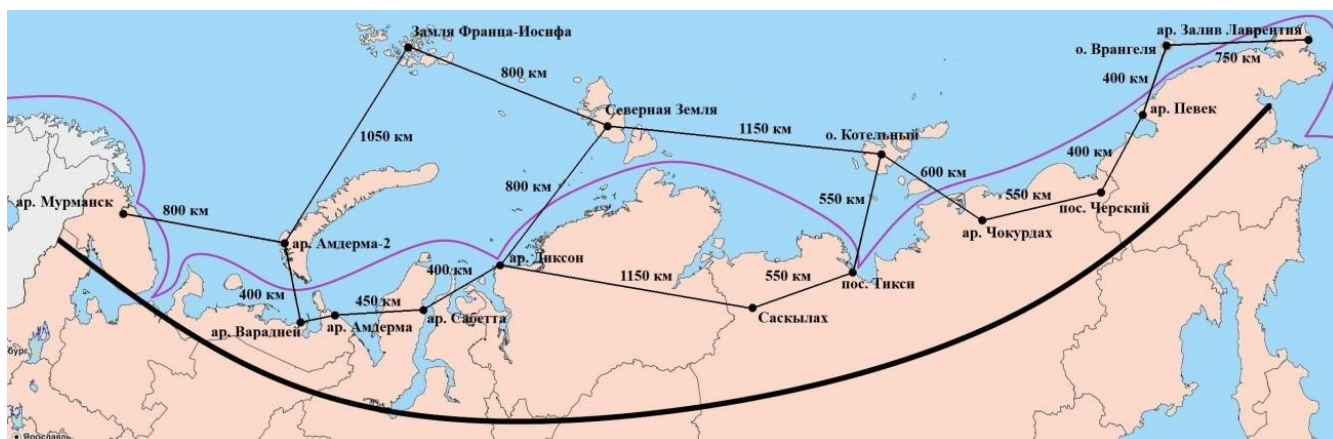 Замля Франца-Иосифа
ар. Залив Лаврентия
о. Врангеля
750 км
800 км
400 км
Северная Земля
ар. Певек
1150 км
о. Котельный
1050 км
600 км
400 км
800 км
550 км
550 км
ар. Мурманск
800 км
пос. Черский
ар. Чокурдах
ар. Амдерма-2
ар. Диксон
400 км
1150 км
550 км
пос. Тикси
400 км
450 км
ар. Варадней
ар. Амдерма
ар. Сабетта
Саскылах
бург
Ярославль